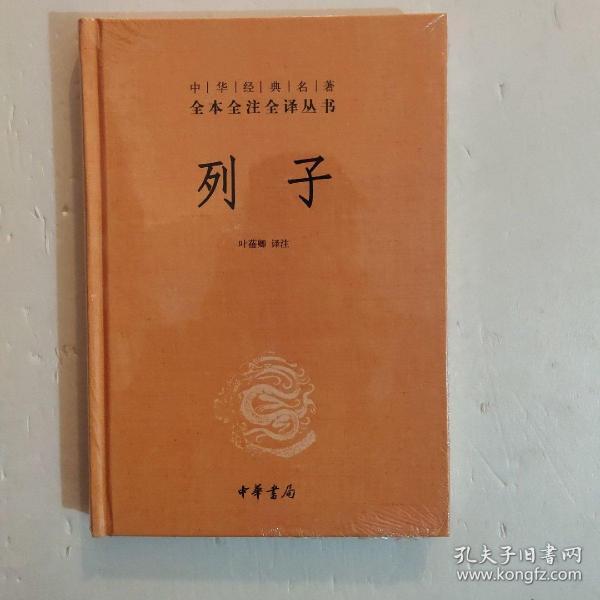 中|华|经|典|名|著
全本全注全译丛书
列子
叶蓓卿 译注
中華書局
孔夫子旧书网
www.kongfz.com